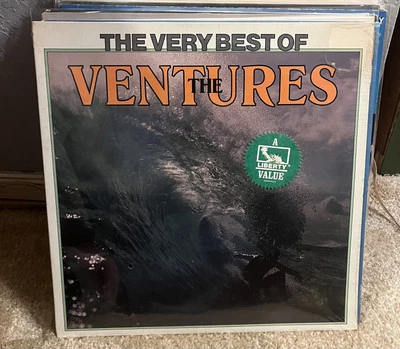 THE VERY BEST OF
THE
VENTURES
A
LIBERTY
VALUE